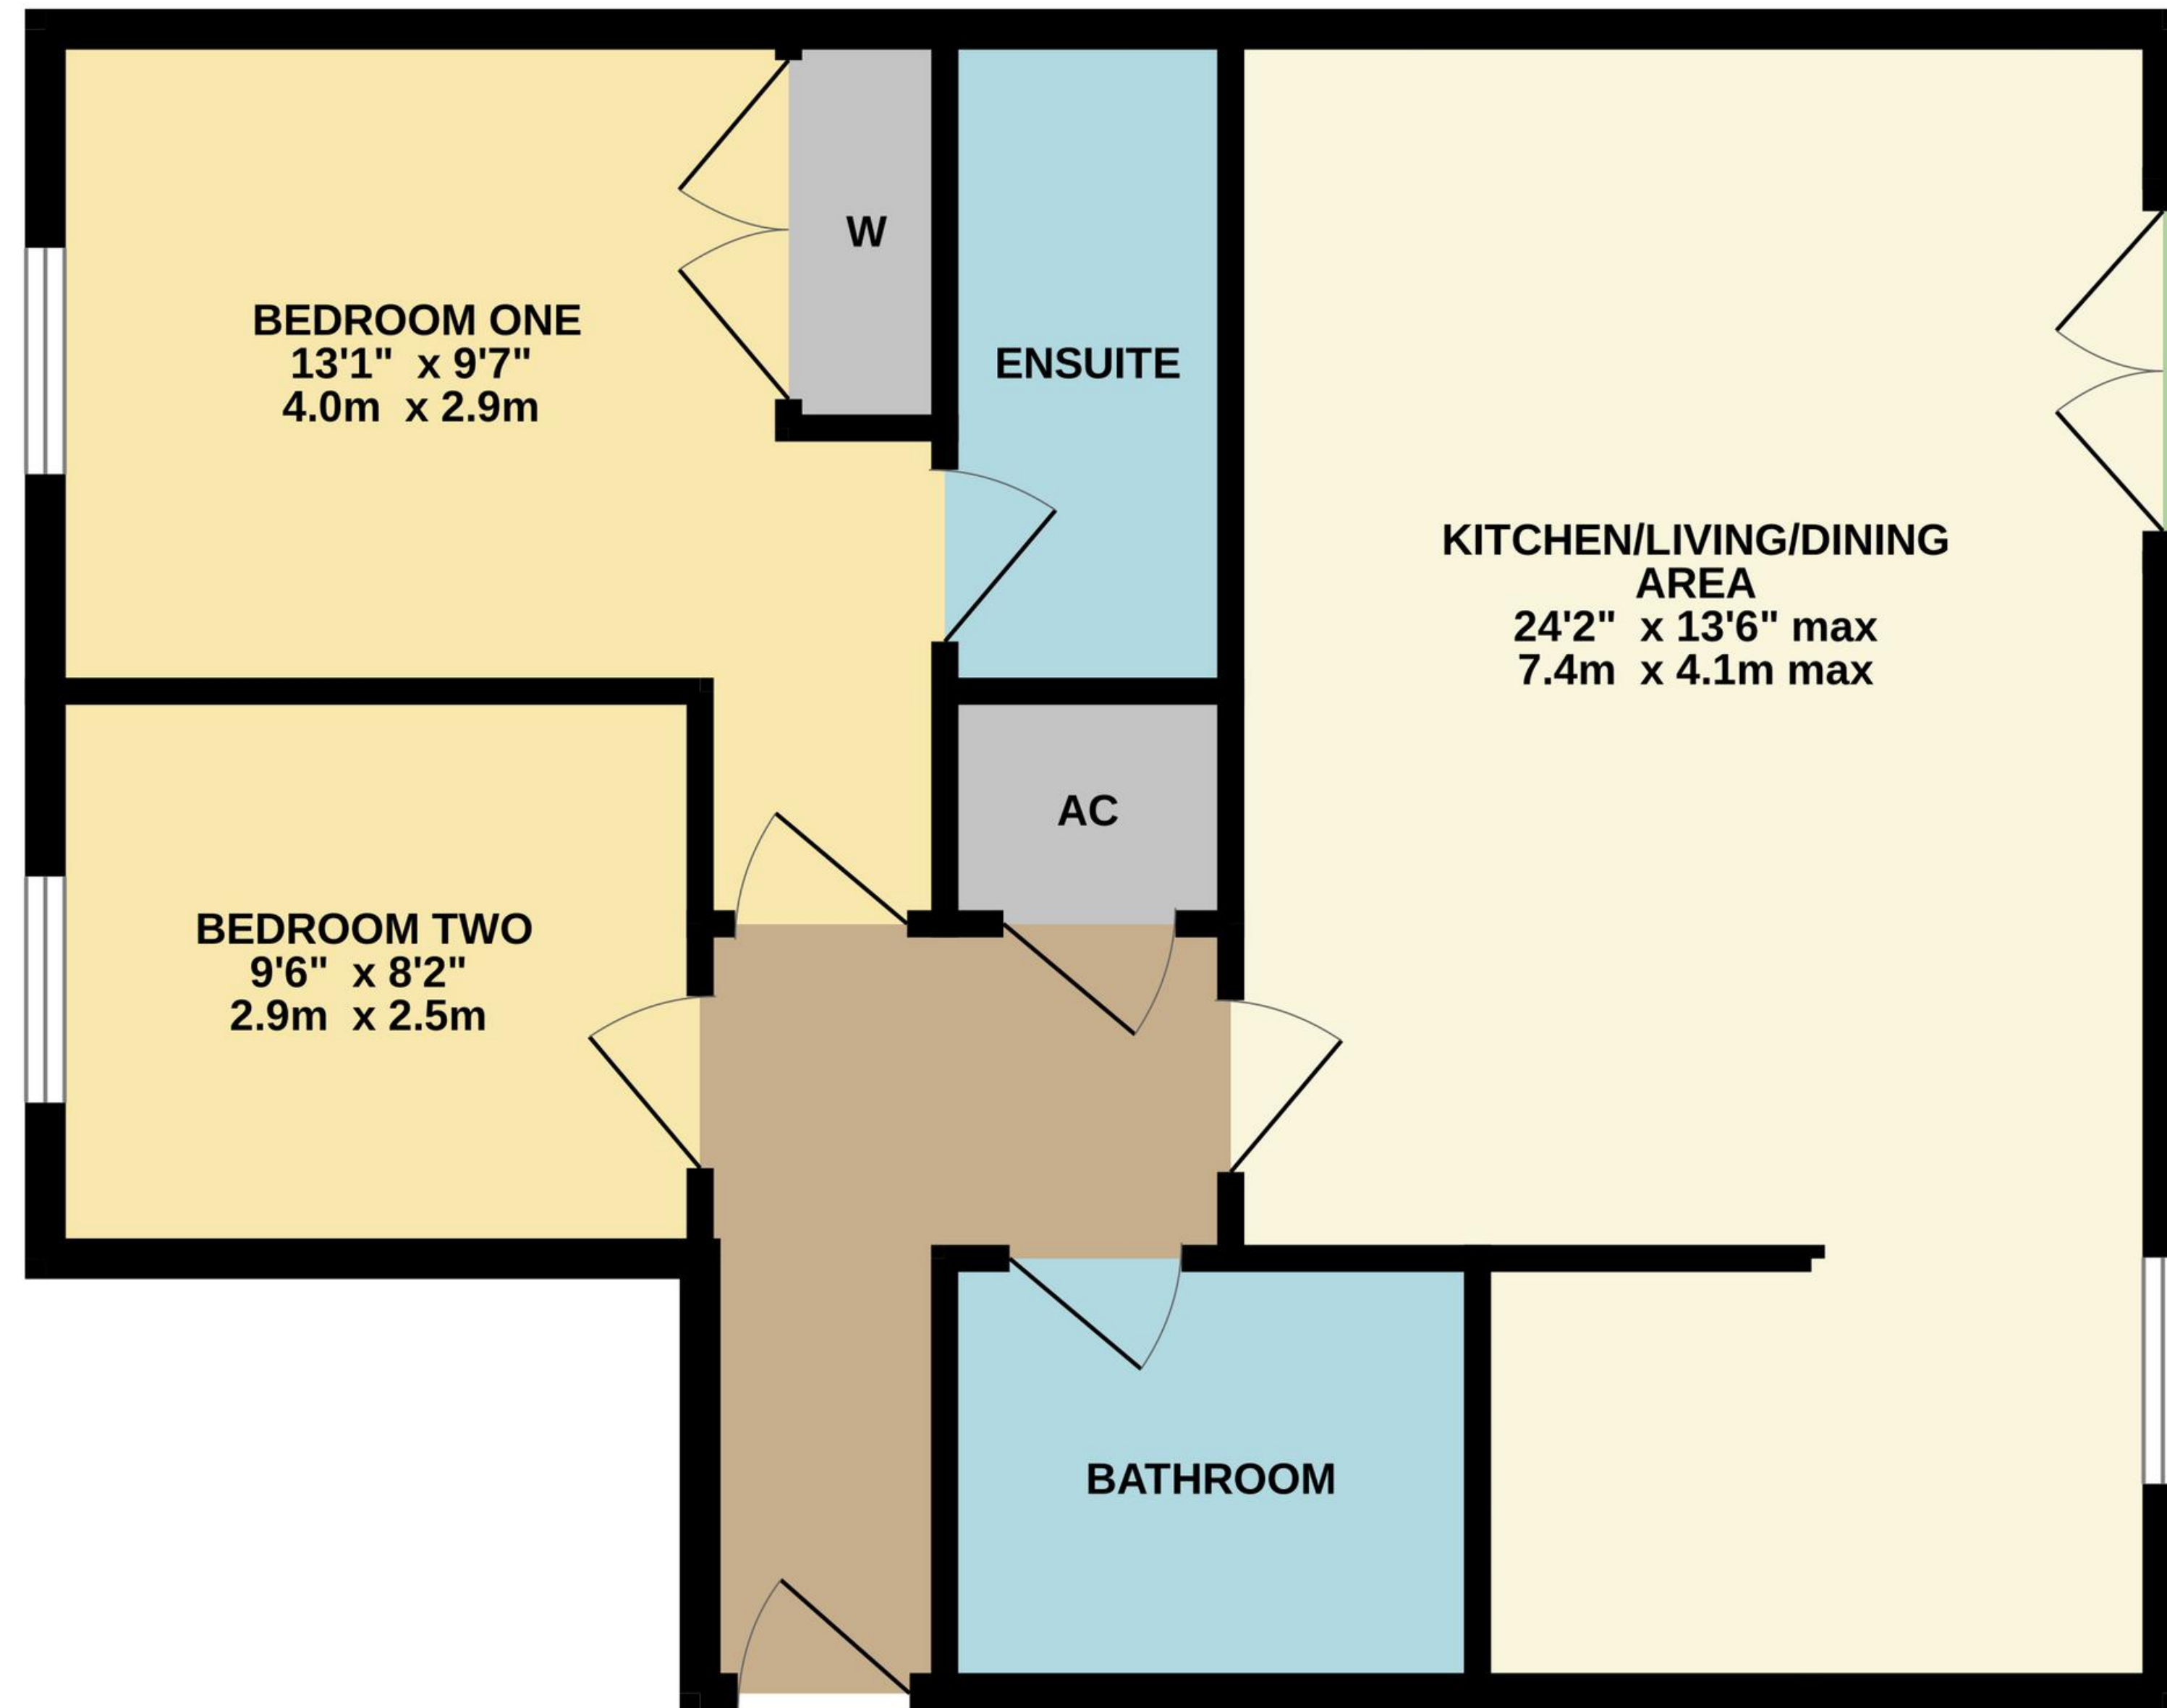 BEDROOM ONE
13'1" x 9'7"
4.0m x 2.9m
W
ENSUITE
KITCHEN/LIVING/DINING
AREA
24'2" x 13'6" max
7.4m x 4.1m max
AC
BEDROOM TWO
9'6" x 8'2"
2.9m x 2.5m
BATHROOM